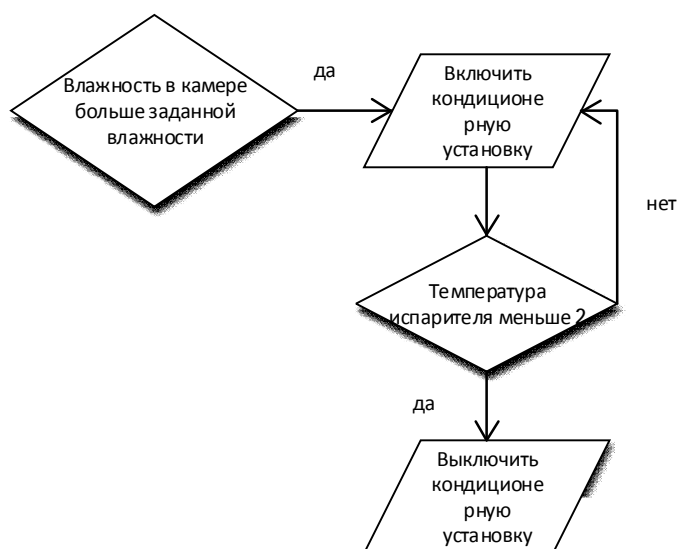 Влажность в камере
больше заданной
влажности
да
Включить
кондиционе
рную
установку
нет
Температура
испарителя меньше 2
да
Выключить
кондиционе
рную
установку